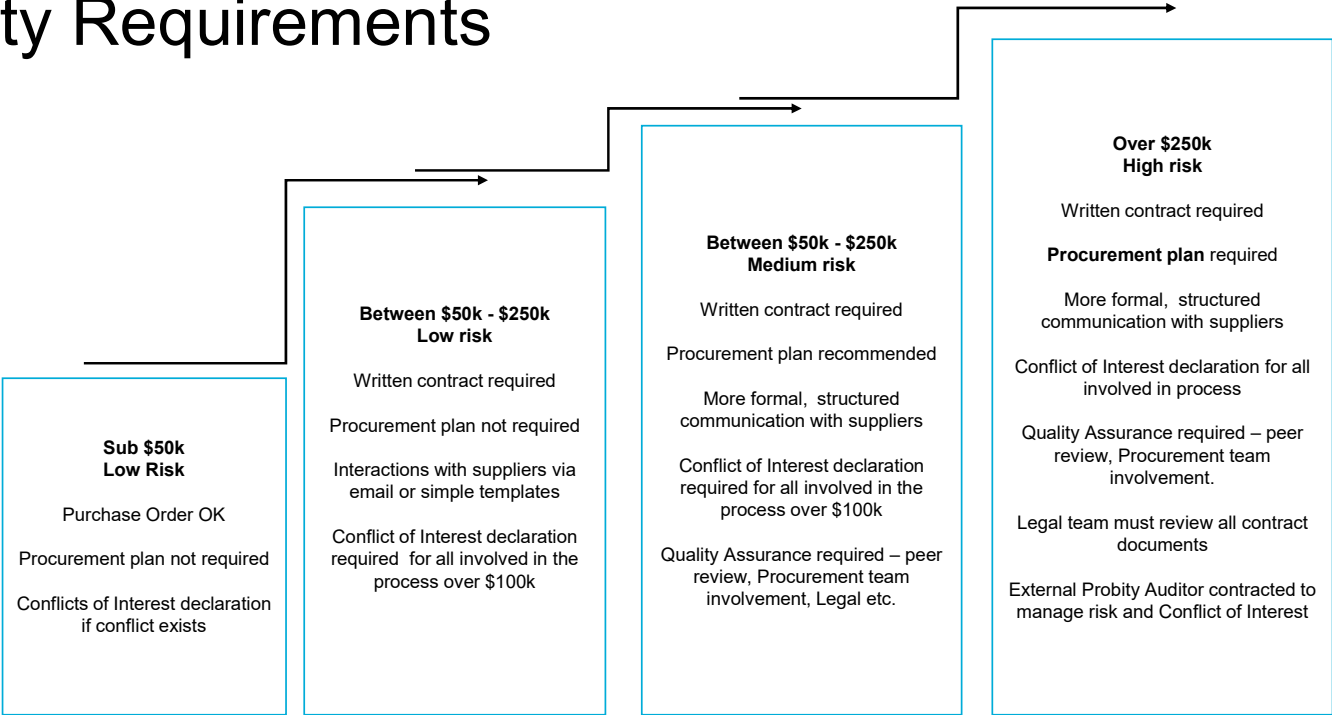 ty Requirements
Sub $50k
Low Risk
Purchase Order OK
Procurement plan not required
Conflicts of Interest declaration
if conflict exists
Between $50k - $250k
Low risk
Written contract required
Procurement plan not required
Interactions with suppliers via
email or simple templates
Conflict of Interest declaration
required  for all involved in the
process over $100k
Between $50k - $250k
Medium risk
Written contract required
Procurement plan recommended
More formal,  structured
communication with suppliers
Conflict of Interest declaration
required for all involved in the
process over $100k
Quality Assurance required – peer
review, Procurement team
involvement, Legal etc.
Over $250k
High risk
Written contract required
Procurement plan required
More formal,  structured
communication with suppliers
Conflict of Interest declaration for all
involved in process
Quality Assurance required – peer
review, Procurement team
involvement.
Legal team must review all contract
documents
External Probity Auditor contracted to
manage risk and Conflict of Interest